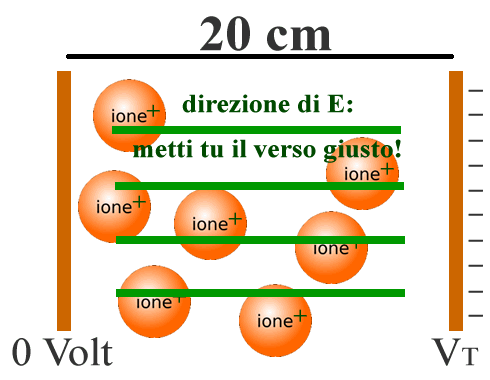 20 cm
direzione di E:
ione+
metti tu il verso giusto!
ione+
ione+
ione+
ione+
ione+
ione+
0 Volt
VT